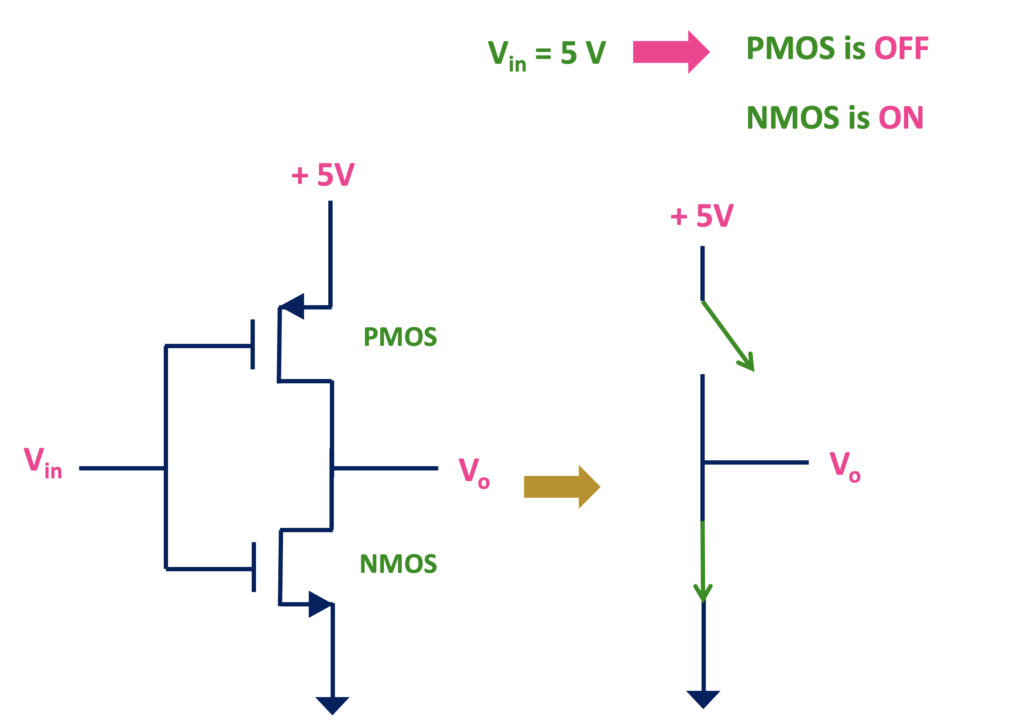 Vin = 5 V
PMOS is OFF
NMOS is ON
+ 5V
+ 5V
PMOS
Vin
Vo
Vo
NMOS